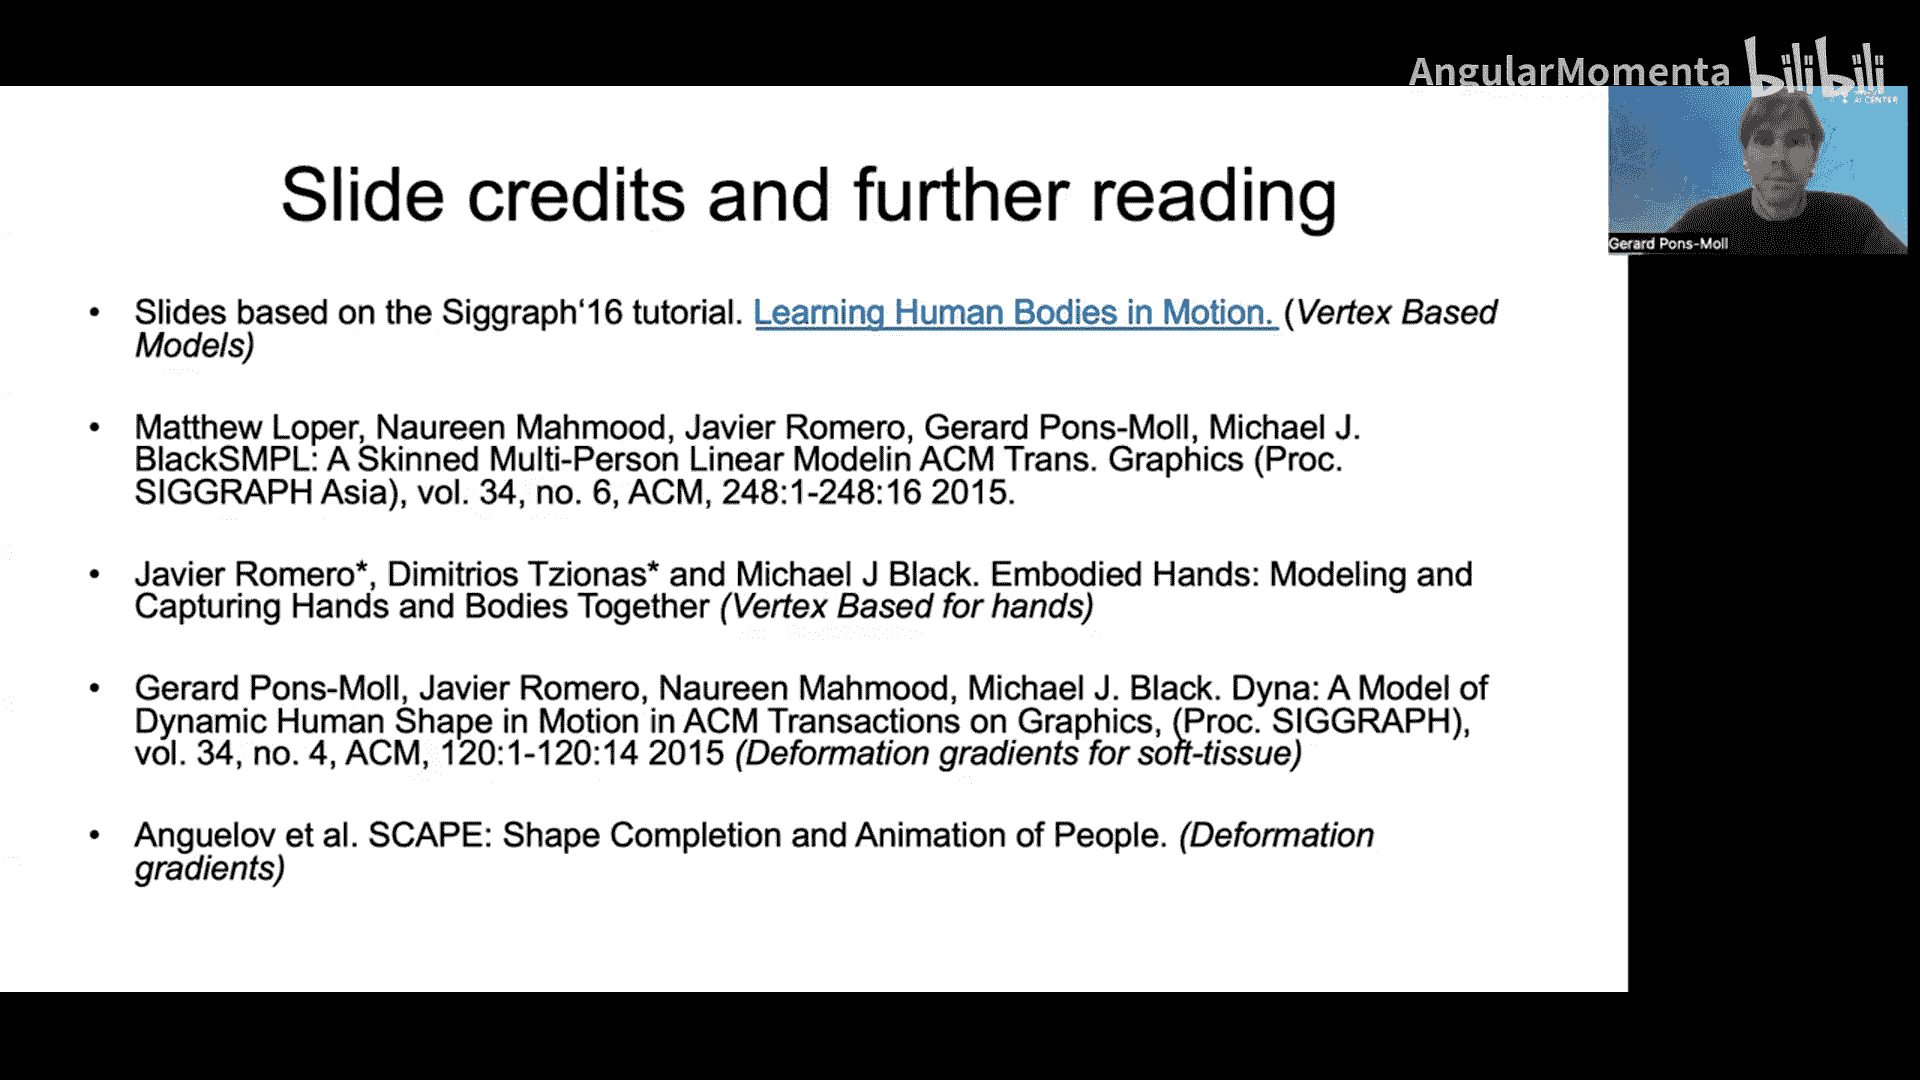 AngularMomenta bilibili
AI CENTER
Gerard Pons-Moll
Slide credits and further reading
• Slides based on the Siggraph‘16 tutorial. Learning Human Bodies in Motion. (Vertex Based
Models)
• Matthew Loper, Naureen Mahmood, Javier Romero, Gerard Pons-Moll, Michael J.
BlackSMPL: A Skinned Multi-Person Linear Modelin ACM Trans. Graphics (Proc.
SIGGRAPH Asia), vol. 34, no. 6, ACM, 248:1-248:16 2015.
• Javier Romero*, Dimitrios Tzionas* and Michael J Black. Embodied Hands: Modeling and
Capturing Hands and Bodies Together (Vertex Based for hands)
• Gerard Pons-Moll, Javier Romero, Naureen Mahmood, Michael J. Black. Dyna: A Model of
Dynamic Human Shape in Motion in ACM Transactions on Graphics, (Proc. SIGGRAPH),
vol. 34, no. 4, ACM, 120:1-120:14 2015 (Deformation gradients for soft-tissue)
• Anguelov et al. SCAPE: Shape Completion and Animation of People. (Deformation
gradients)